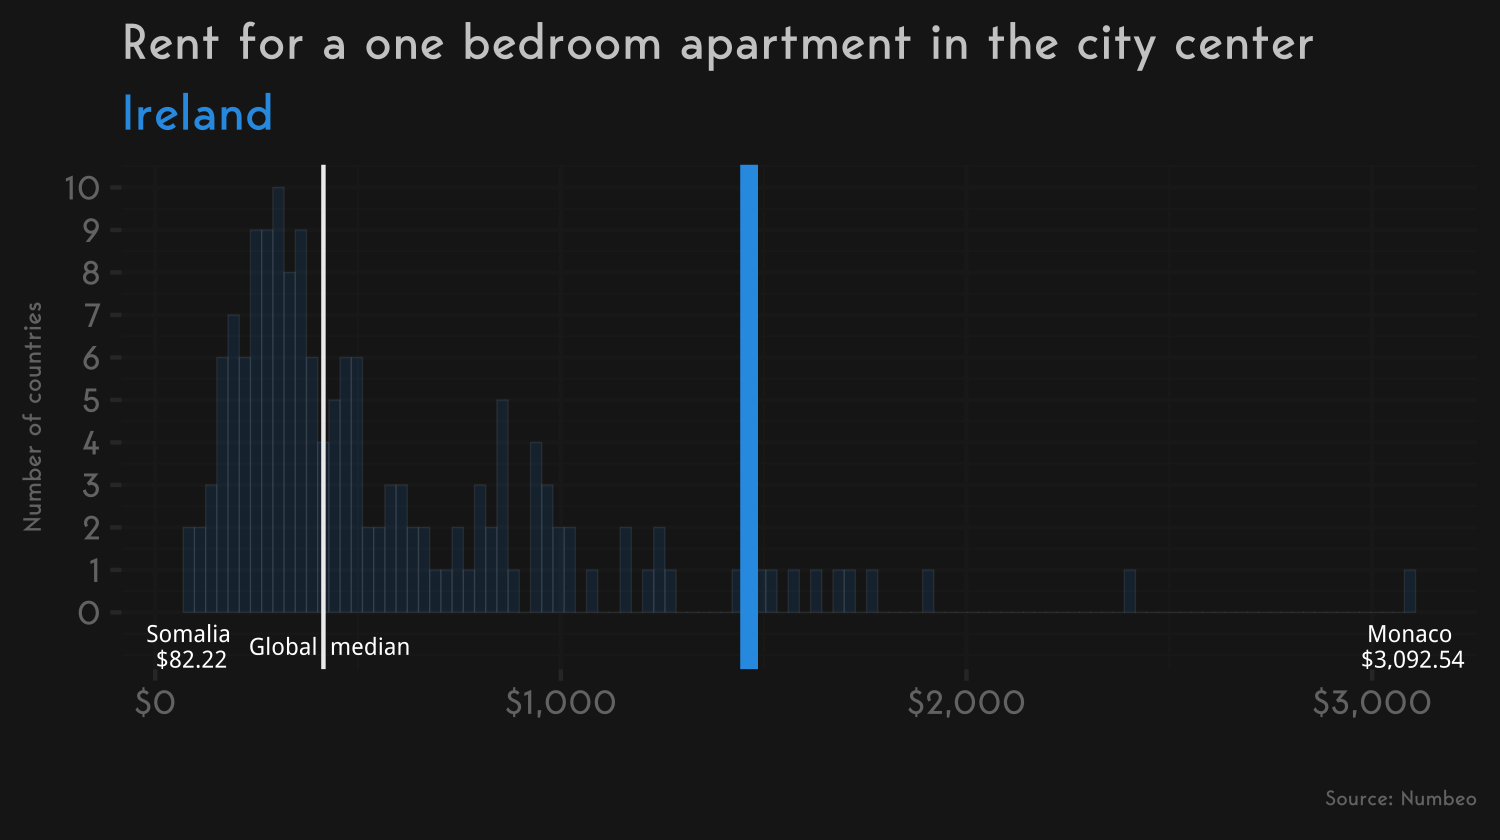 Rent for a one bedroom apartment in the city center
Ireland
Number of countries
10
9
8
7
6
5
4
3
2
1
0
Somalia
$82.22
Global median
Monaco
$3,092.54
$0 $1,000 $2,000 $3,000
Source: Numbeo